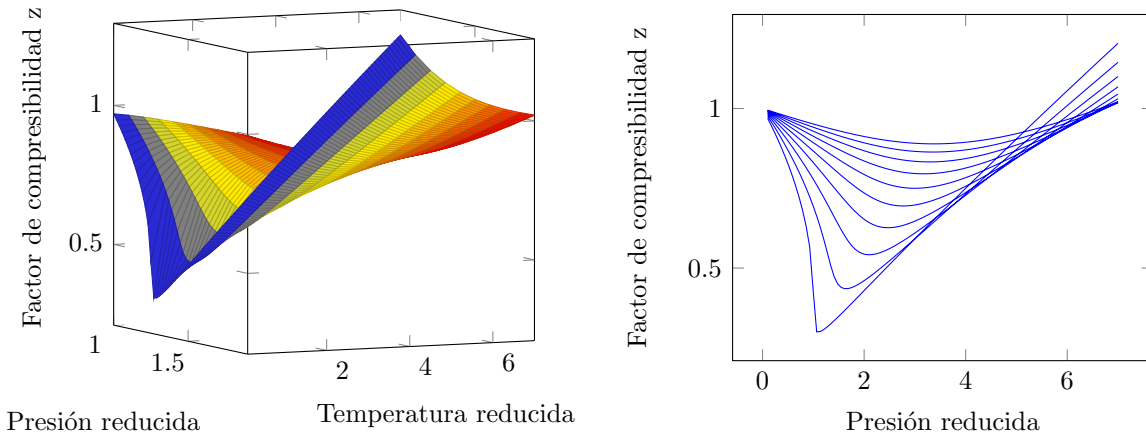 Factor de compresibilidad z
1
0.5
1
1.5
2
4
6
Presión reducida
Temperatura reducida
Factor de compresibilidad z
1
0.5
0
2
4
6
Presión reducida